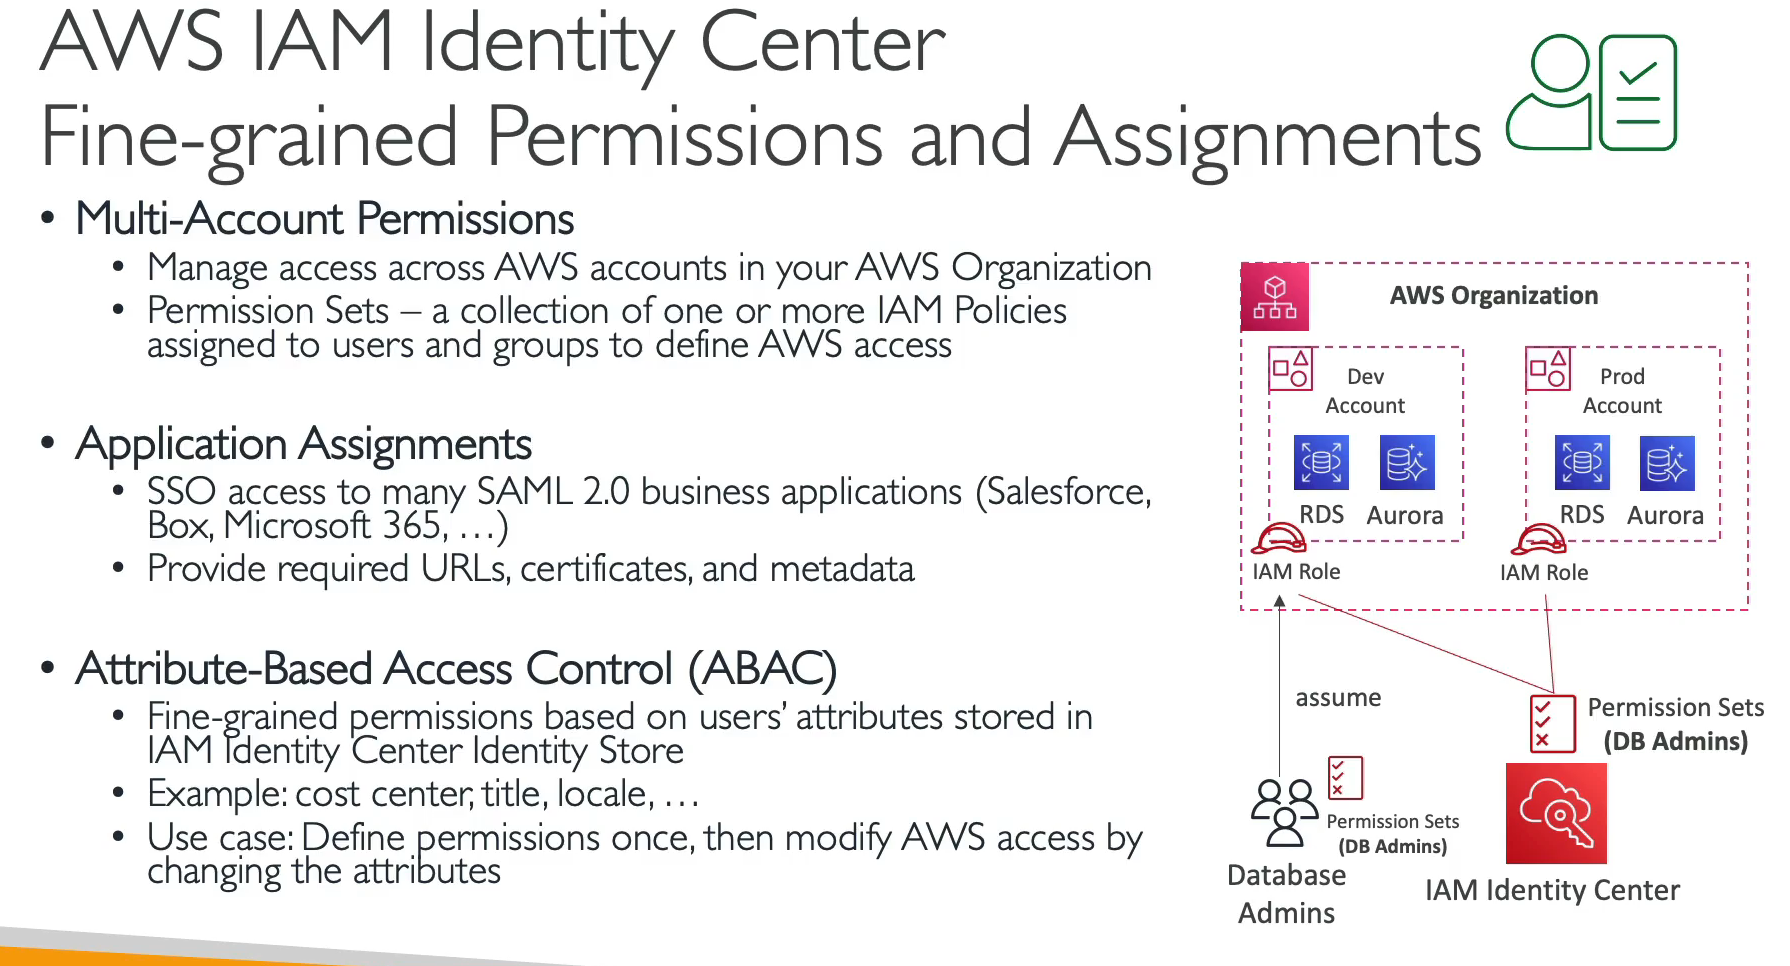 AWS IAM Identity Center
Fine-grained Permissions and Assignments
• Multi-Account Permissions
• Manage access across AWS accounts in your AWS Organization
• Permission Sets – a collection of one or more IAM Policies
assigned to users and groups to define AWS access
• Application Assignments
• SSO access to many SAML 2.0 business applications (Salesforce,
Box, Microsoft 365, …)
• Provide required URLs, certificates, and metadata
• Attribute-Based Access Control (ABAC)
• Fine-grained permissions based on users’ attributes stored in
IAM Identity Center Identity Store
• Example: cost center, title, locale, …
• Use case: Define permissions once, then modify AWS access by
changing the attributes
AWS Organization
Dev
Account
RDS
Aurora
IAM Role
Prod
Account
RDS
Aurora
IAM Role
assume
Permission Sets
(DB Admins)
Permission Sets
(DB Admins)
Database
Admins
IAM Identity Center